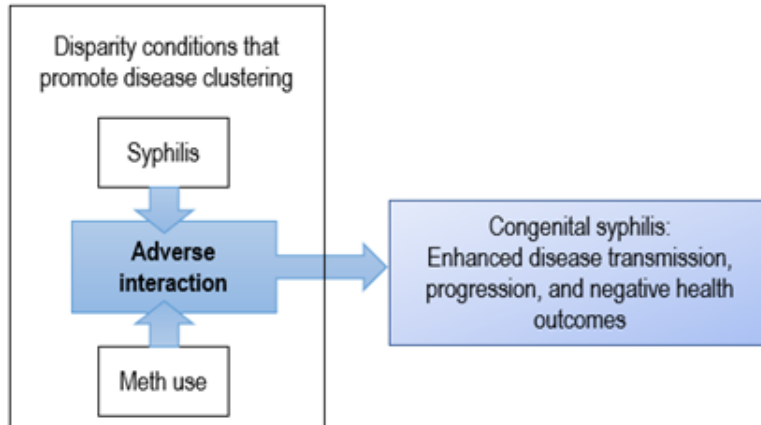 Disparity conditions that
promote disease clustering
Syphilis
Adverse
interaction
Meth use
Congenital syphilis:
Enhanced disease transmission,
progression, and negative health
outcomes